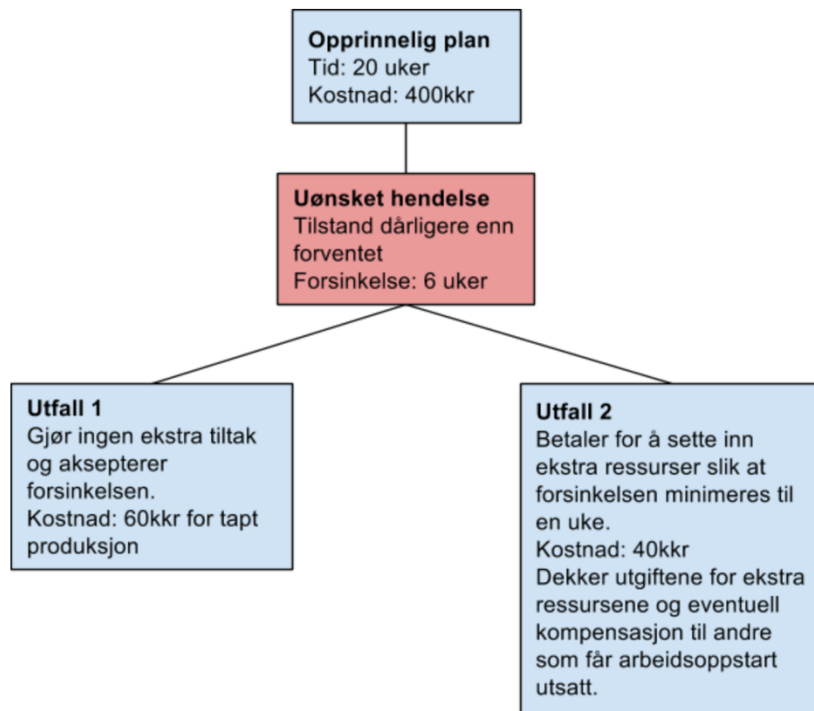 Opprinnelig plan
Tid: 20 uker
Kostnad: 400kkr
Uønsket hendelse
Tilstand dårligere enn
forventet
Forsinkelse: 6 uker
Utfall 1
Gjør ingen ekstra tiltak
og aksepterer
forsinkelsen.
Kostnad: 60kkr for tapt
produksjon
Utfall 2
Betaler for å sette inn
ekstra ressurser slik at
forsinkelsen minimeres til
en uke.
Kostnad: 40kkr
Dekker utgiftene for ekstra
ressursene og eventuell
kompensasjon til andre
som får arbeidsoppstart
utsatt.